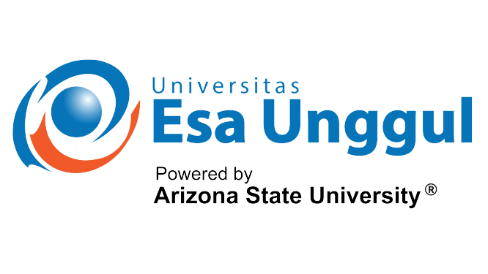 Universitas
Esa Unggul
Powered by
Arizona State University ®